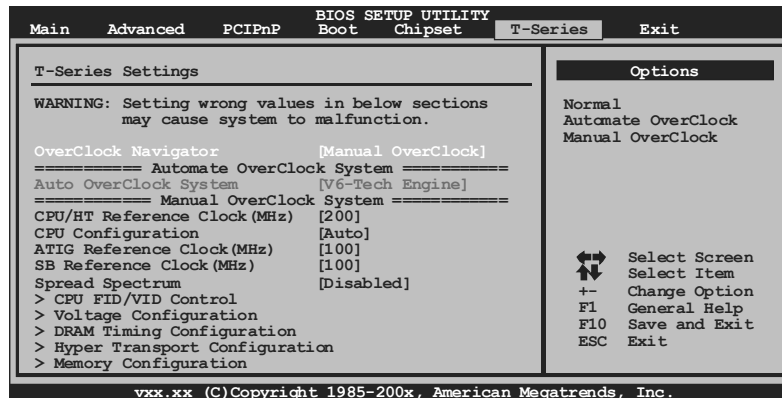 BIOS SETUP UTILITY
Main Advanced PCIPnP Boot Chipset T-Series Exit
T-Series Settings
WARNING: Setting wrong values in below sections
may cause system to malfunction.
OverClock Navigator [Manual OverClock]
=========== Automate OverClock System ===========
Auto OverClock System [V6-Tech Engine]
============ Manual OverClock System ============
CPU/HT Reference Clock(MHz) [200]
CPU Configuration [Auto]
ATIG Reference Clock(MHz) [100]
SB Reference Clock(MHz) [100]
Spread Spectrum [Disabled]
> CPU FID/VID Control
> Voltage Configuration
> DRAM Timing Configuration
> Hyper Transport Configuration
> Memory Configuration
Options
Normal
Automate OverClock
Manual OverClock
Select Screen
Select Item
+- Change Option
F1 General Help
F10 Save and Exit
ESC Exit
vxx.xx (C)Copyright 1985-200x, American Megatrends, Inc.